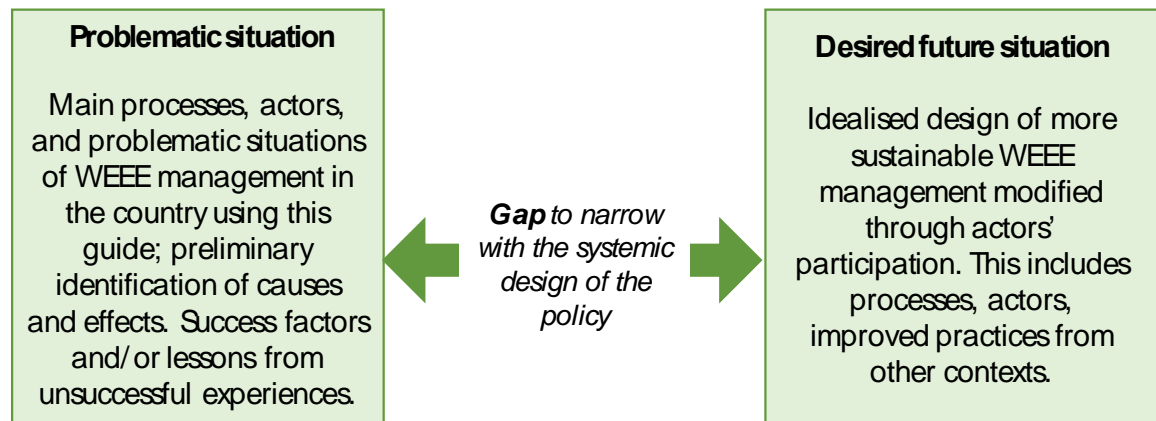 Problematic situation
Main processes, actors,
and problematic situations
of WEEE management in
the country using this
guide; preliminary
identification of causes
and effects. Success factors
and/or lessons from
unsuccessful experiences.
Gap to narrow
with the systemic
design of the
policy
Desired future situation
Idealised design of more
sustainable WEEE
management modified
through actors’
participation. This includes
processes, actors,
improved practices from
other contexts.